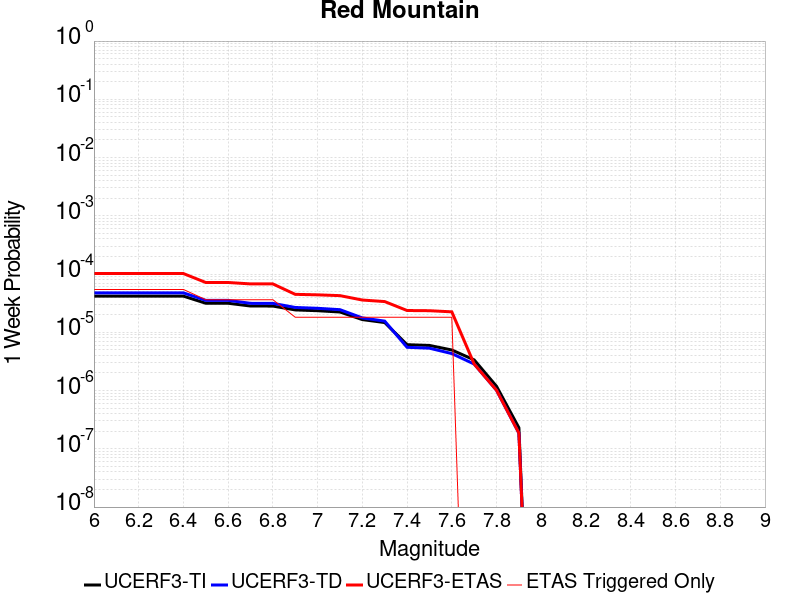 Red Mountain
10^0
10^-1
10^-2
10^-3
10^-4
10^-5
10^-6
10^-7
10^-8
1 Week Probability
6 6.2 6.4 6.6 6.8 7 7.2 7.4 7.6 7.8 8 8.2 8.4 8.6 8.8 9
Magnitude
UCERF3-TI UCERF3-TD UCERF3-ETAS ETAS Triggered Only